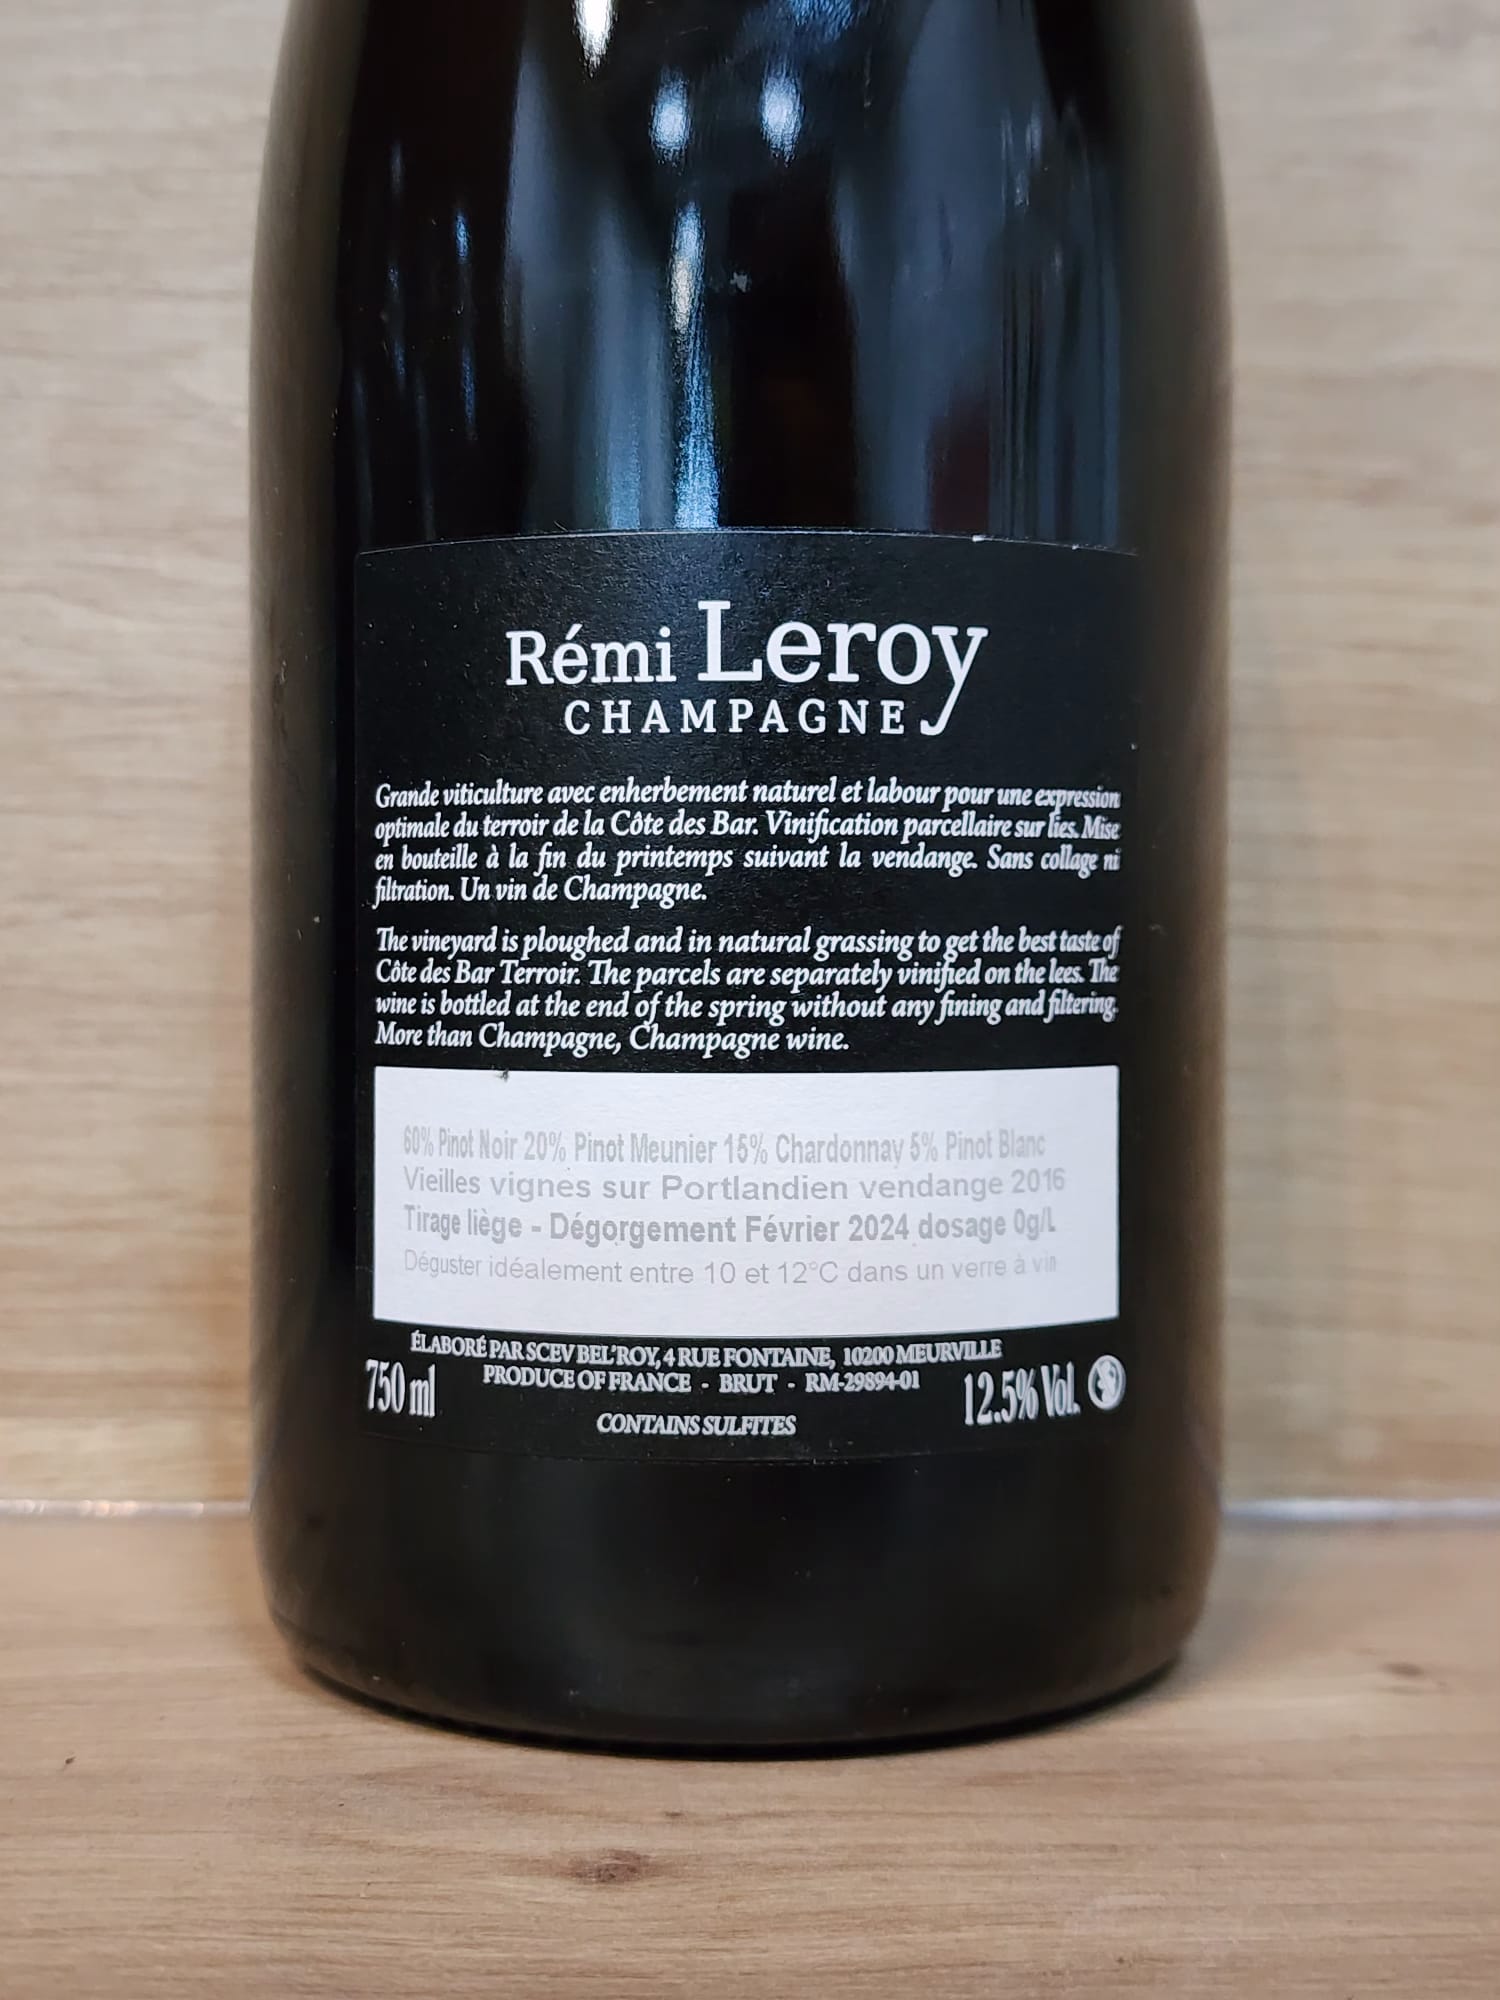 Rémi Leroy
CHAMPAGNE
Grande viticulture avec enherbement naturel et labour pour une expression
optimale du terroir de la Côte des Bar. Vinification parcellaire sur lies. Mise
en bouteille à la fin du printemps suivant la vendange. Sans collage ni
filtration. Un vin de Champagne.
The vineyard is ploughed and in natural grassing to get the best taste of
Côte des Bar Terroir. The parcels are separately vinified on the lees. The
wine is bottled at the end of the spring without any fining and filtering.
More than Champagne, Champagne wine.
60% Pinot Noir 20% Pinot Meunier 15% Chardonnay 5% Pinot Blanc
Vieilles vignes sur Portlandien vendange 2016
Tirage liège - Dégorgement Février 2024 dosage 0g/L
Déguster idéalement entre 10 et 12°C dans un verre à vin
ÉLABORÉ PAR SCEV BEL'ROY, 4 RUE FONTAINE, 10200 MEURVILLE
750 ml PRODUCE OF FRANCE - BRUT - RM-29894-01 12.5% Vol.
CONTAINS SULFITES